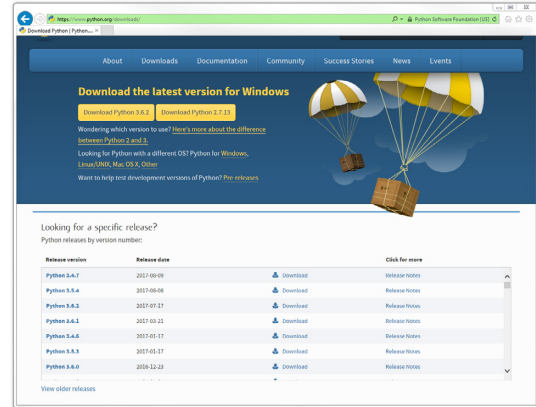 https://www.python.org/downloads/
Python Software Foundation [US]
Download Python | Python....
About Downloads Documentation Community Success Stories News Events
Download the latest version for Windows
Download Python 3.6.2 Download Python 2.7.13
Wondering which version to use? Here's more about the difference
between Python 2 and 3.
Looking for Python with a different OS? Python for Windows,
Linux/UNIX, Mac OS X, Other
Want to help test development versions of Python? Pre-releases
Looking for a specific release?
Python releases by version number:
Release version Release date Click for more
Python 3.4.7 2017-08-09 Download Release Notes
Python 3.5.4 2017-08-08 Download Release Notes
Python 3.6.2 2017-07-17 Download Release Notes
Python 3.6.1 2017-03-21 Download Release Notes
Python 3.4.6 2017-01-17 Download Release Notes
Python 3.5.3 2017-01-17 Download Release Notes
Python 3.6.0 2016-12-23 Download Release Notes
View older releases